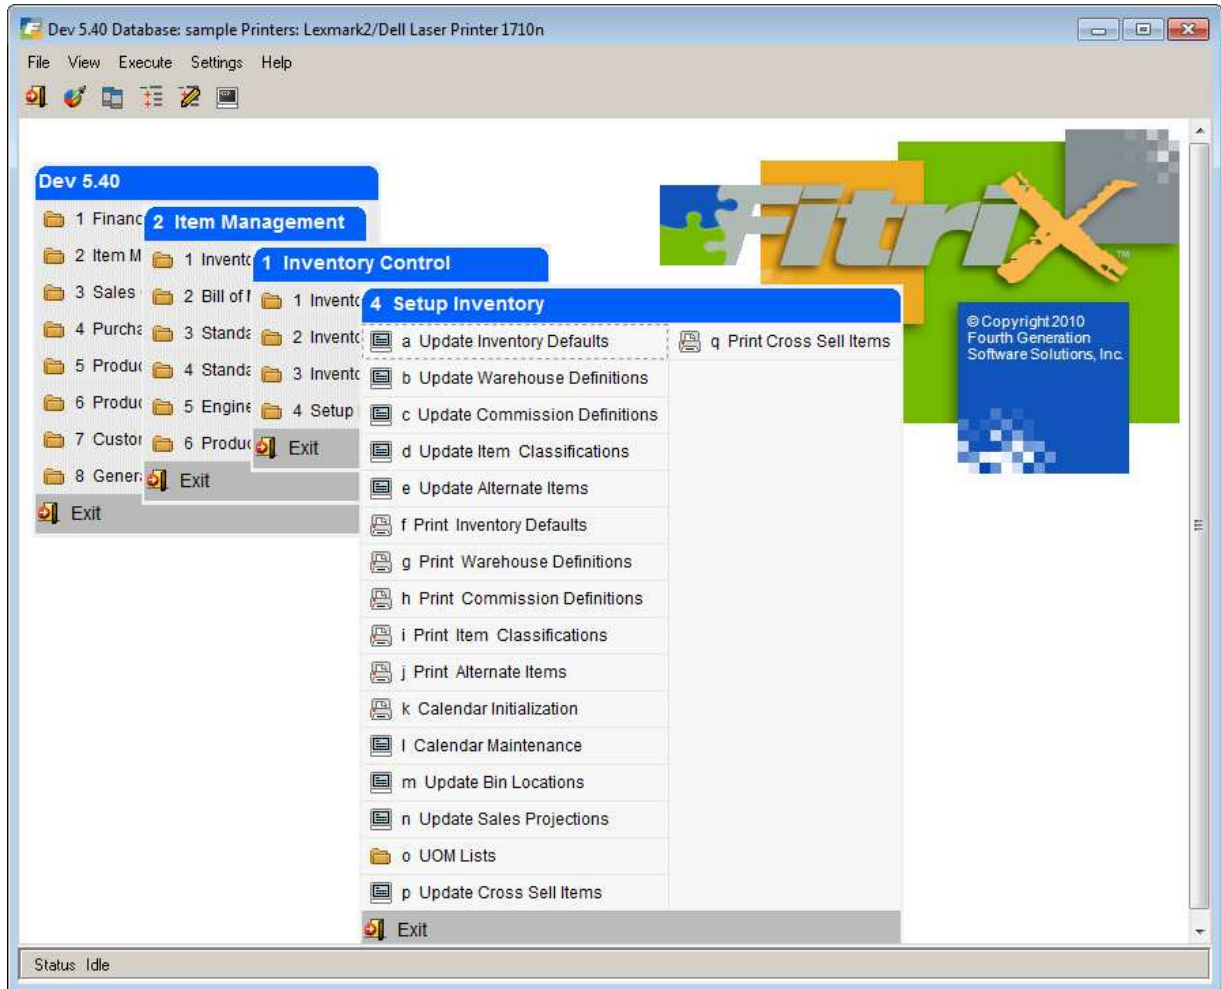 Dev 5.40 Database: sample Printers: Lexmark2/Dell Laser Printer 1710n
File View Execute Settings Help
Dev 5.40
1 Financ
2 Item M
3 Sales
4 Purcha
5 Produc
6 Produc
7 Custor
8 Genera
Exit
2 Item Management
1 Invento
2 Bill of M
3 Standa
4 Standa
5 Engine
6 Produc
Exit
1 Inventory Control
1 Invento
2 Invento
3 Invento
4 Setup
Exit
4 Setup Inventory
a Update Inventory Defaults
b Update Warehouse Definitions
c Update Commission Definitions
d Update Item Classifications
e Update Alternate Items
f Print Inventory Defaults
g Print Warehouse Definitions
h Print Commission Definitions
i Print Item Classifications
j Print Alternate Items
k Calendar Initialization
l Calendar Maintenance
m Update Bin Locations
n Update Sales Projections
o UOM Lists
p Update Cross Sell Items
q Print Cross Sell Items
Exit
FitriX TM
© Copyright 2010
Fourth Generation
Software Solutions, Inc.
Status Idle